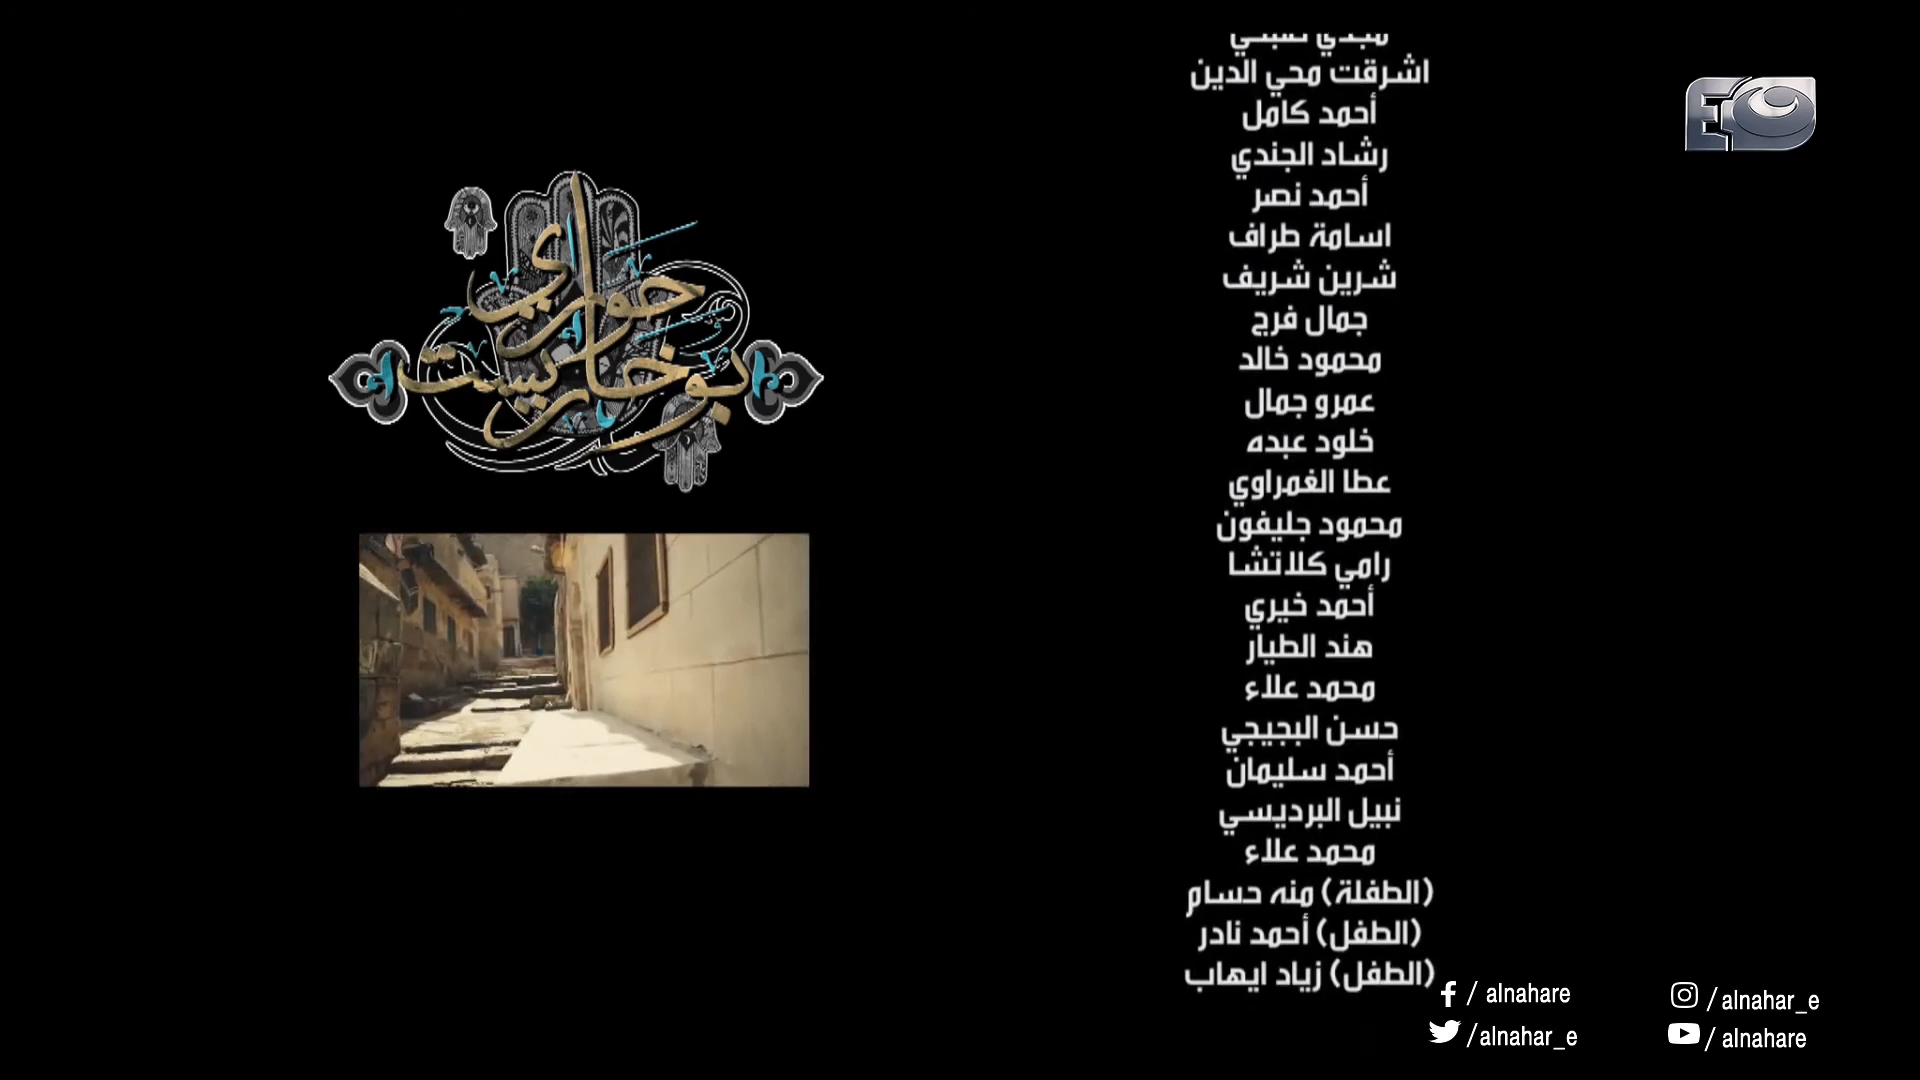 حواري
بوخارست
اشرقت محي الدين
أحمد كامل
رشاد الجندي
أحمد نصر
اسامة طراف
شرين شريف
جمال فرج
محمود خالد
عمرو جمال
خلود عبده
عطا الغمراوي
محمود جليفون
رامي كلاتشا
أحمد خيري
هند الطيار
محمد علاء
حسن البجيجي
أحمد سليمان
نبيل البرديسي
محمد علاء
(الطفلة) منه حسام
(الطفل) أحمد نادر
(الطفل) زياد ايهاب
/ alnahare
/alnahar_e
/alnahar_e
/ alnahare